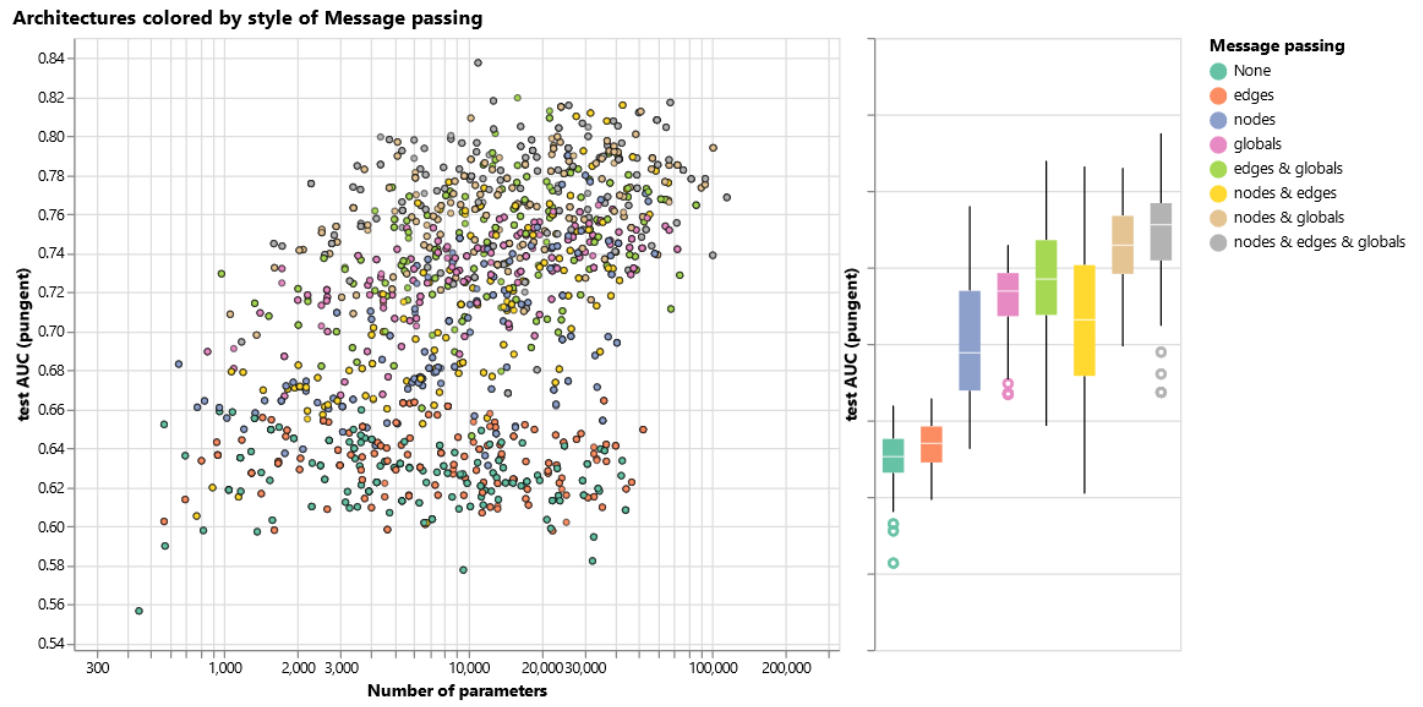 Architectures colored by style of Message passing
test AUC (pungent)
0.84
0.82
0.80
0.78
0.76
0.74
0.72
0.70
0.68
0.66
0.64
0.62
0.60
0.58
0.56
0.54
300 1,000 2,000 3,000 10,000 20,000 30,000 100,000 200,000
Number of parameters
test AUC (pungent)
Message passing
None
edges
nodes
globals
edges & globals
nodes & edges
nodes & globals
nodes & edges & globals